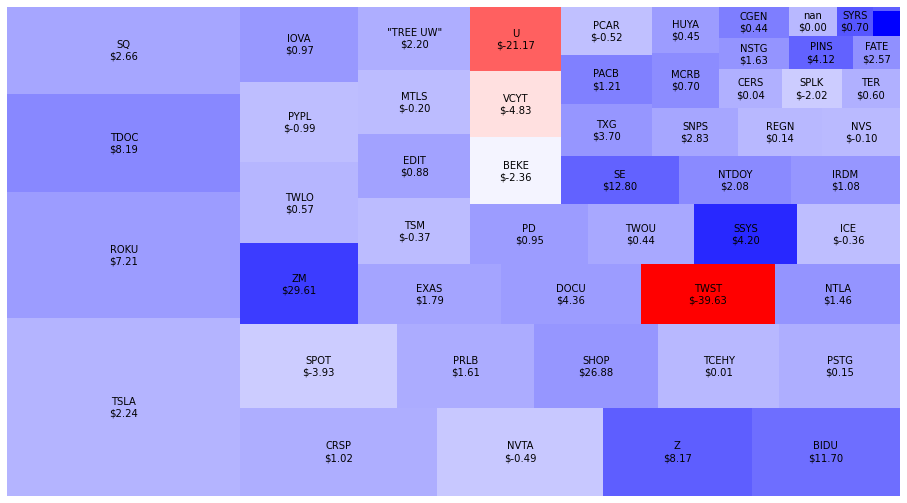 SQ
$2.66
TDOC
$8.19
ROKU
$7.21
TSLA
$2.24
IOVA
$0.97
PYPL
$-0.99
TWLO
$0.57
ZM
$29.61
"TREE UW"
$2.20
MTLS
$-0.20
EDIT
$0.88
TSM
$-0.37
U
$-21.17
VCYT
$-4.83
BEKE
$-2.36
PCAR
$-0.52
PACB
$1.21
TXG
$3.70
HUYA
$0.45
MCRB
$0.70
CGEN
$0.44
nan
$0.00
SYRS
$0.70
NSTG
$1.63
PINS
$4.12
FATE
$2.57
CERS
$0.04
SPLK
$-2.02
TER
$0.60
SNPS
$2.83
REGN
$0.14
NVS
$-0.10
SE
$12.80
NTDOY
$2.08
IRDM
$1.08
PD
$0.95
TWOU
$0.44
SSYS
$4.20
ICE
$-0.36
EXAS
$1.79
DOCU
$4.36
TWST
$-39.63
NTLA
$1.46
SPOT
$-3.93
PRLB
$1.61
SHOP
$26.88
TCEHY
$0.01
PSTG
$0.15
CRSP
$1.02
NVTA
$-0.49
Z
$8.17
BIDU
$11.70